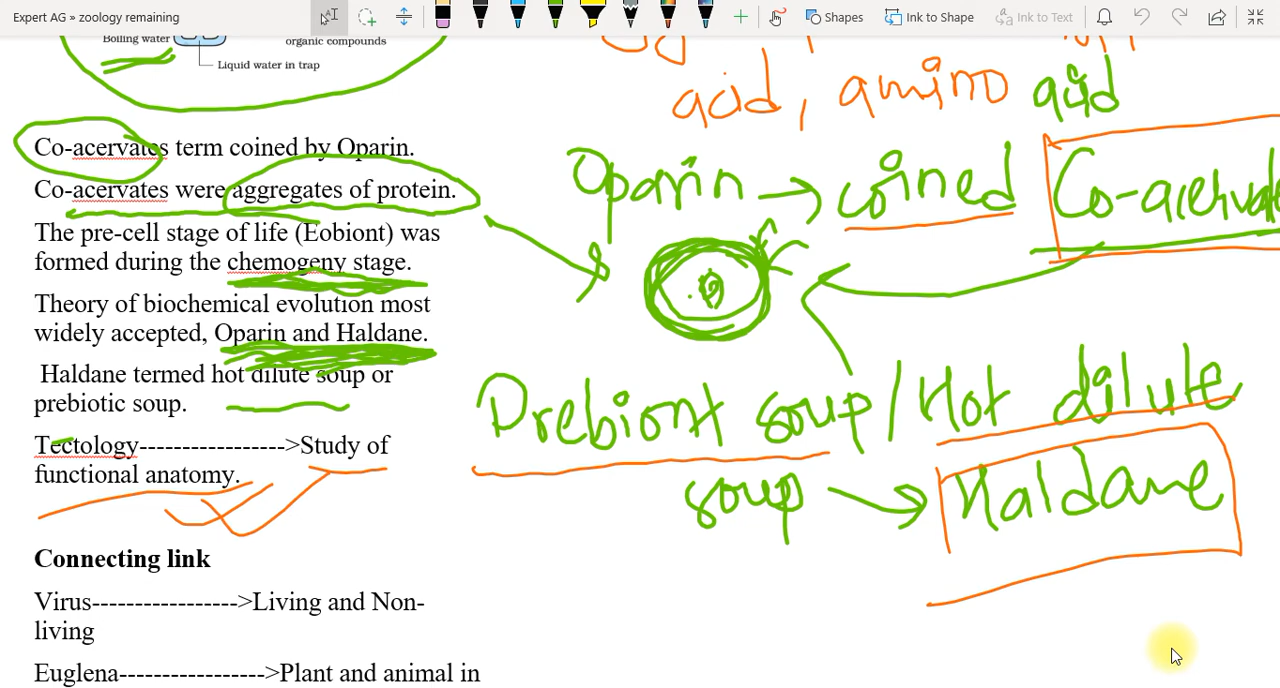 Expert AG » zoology remaining
Shapes
Ink to Shape
Ink to Text
Boiling water
organic compounds
Liquid water in trap
Co-acervates term coined by Oparin.
Co-acervates were aggregates of protein.
The pre-cell stage of life (Eobiont) was
formed during the chemogeny stage.
Theory of biochemical evolution most
widely accepted, Oparin and Haldane.
Haldane termed hot dilute soup or
prebiotic soup.
Tectology----------------->Study of
functional anatomy.
Connecting link
Virus----------------->Living and Non-
living
Euglena----------------->Plant and animal in
acid, amino acid
Oparin → coined Co-acervate
Prebiont soup / Hot dilute
soup → Haldane